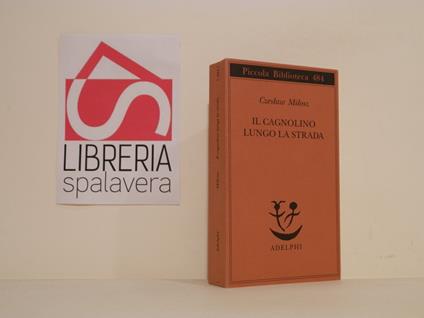 S
LIBRERIA
spalavera
Piccola Biblioteca 484
Czesław Miłosz
IL CAGNOLINO
LUNGO LA STRADA
ADELPHI